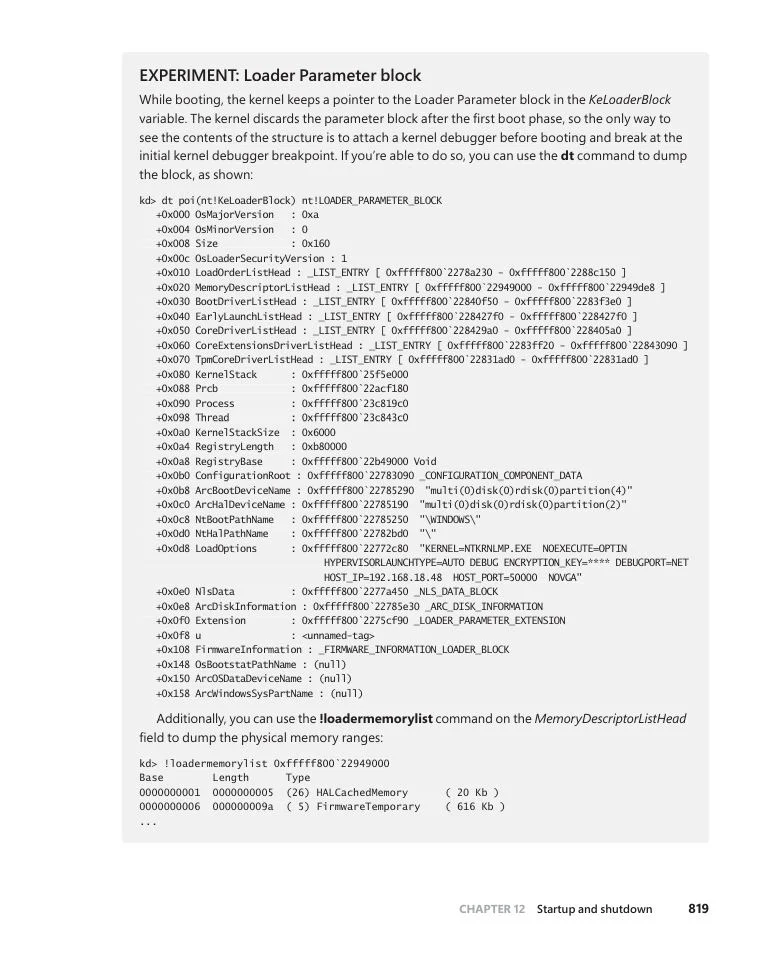 EXPERIMENT: Loader Parameter block
While booting, the kernel keeps a pointer to the Loader Parameter block in the KeLoaderBlock
variable. The kernel discards the parameter block after the first boot phase, so the only way to
see the contents of the structure is to attach a kernel debugger before booting and break at the
initial kernel debugger breakpoint. If you're able to do so, you can use the dt command to dump
the block, as shown:
kd> dt poi(nt!KeLoaderBlock) nt!LOADER_PARAMETER_BLOCK
+0x000 OsMajorVersion : 0xa
+0x004 OsMinorVersion : 0
+0x008 Size : 0x160
+0x00c OsLoaderSecurityVersion : 1
+0x010 LoadOrderListHead : _LIST_ENTRY [ 0xfffff800`2278a230 - 0xfffff800`2288c150 ]
+0x020 MemoryDescriptorListHead : _LIST_ENTRY [ 0xfffff800`22949000 - 0xfffff800`22949de8 ]
+0x030 BootDriverListHead : _LIST_ENTRY [ 0xfffff800`22840f50 - 0xfffff800`2283f3e0 ]
+0x040 EarlyLaunchListHead : _LIST_ENTRY [ 0xfffff800`228427f0 - 0xfffff800`228427f0 ]
+0x050 CoreDriverListHead : _LIST_ENTRY [ 0xfffff800`228429a0 - 0xfffff800`228405a0 ]
+0x060 CoreExtensionsDriverListHead : _LIST_ENTRY [ 0xfffff800`2283ff20 - 0xfffff800`22843090 ]
+0x070 TpmCoreDriverListHead : _LIST_ENTRY [ 0xfffff800`22831ad0 - 0xfffff800`22831ad0 ]
+0x080 KernelStack : 0xfffff800`25f5e000
+0x088 Prcb : 0xfffff800`22acf180
+0x090 Process : 0xfffff800`23c819c0
+0x098 Thread : 0xfffff800`23c843c0
+0x0a0 KernelStackSize : 0x6000
+0x0a4 RegistryLength : 0xb80000
+0x0a8 RegistryBase : 0xfffff800`22b49000 Void
+0x0b0 ConfigurationRoot : 0xfffff800`22783090 _CONFIGURATION_COMPONENT_DATA
+0x0b8 ArcBootDeviceName : 0xfffff800`22785290 "multi(0)disk(0)rdisk(0)partition(4)"
+0x0c0 ArcHalDeviceName : 0xfffff800`22785190 "multi(0)disk(0)rdisk(0)partition(2)"
+0x0c8 NtBootPathName : 0xfffff800`22785250 "\WINDOWS\"
+0x0d0 NtHalPathName : 0xfffff800`22782bd0 "\"
+0x0d8 LoadOptions : 0xfffff800`22772c80 "KERNEL=NTKRNLMP.EXE NOEXECUTE=OPTIN
HYPERVISORLAUNCHTYPE=AUTO DEBUG ENCRYPTION_KEY=**** DEBUGPORT=NET
HOST_IP=192.168.18.48 HOST_PORT=50000 NOVGA"
+0x0e0 NlsData : 0xfffff800`2277a450 _NLS_DATA_BLOCK
+0x0e8 ArcDiskInformation : 0xfffff800`22785e30 _ARC_DISK_INFORMATION
+0x0f0 Extension : 0xfffff800`2275cf90 _LOADER_PARAMETER_EXTENSION
+0x0f8 u : <unnamed-tag>
+0x108 FirmwareInformation : _FIRMWARE_INFORMATION_LOADER_BLOCK
+0x148 OsBootstatPathName : (null)
+0x150 ArcOSDataDeviceName : (null)
+0x158 ArcWindowsSysPartName : (null)
Additionally, you can use the !loadermemorylist command on the MemoryDescriptorListHead
field to dump the physical memory ranges:
kd> !loadermemorylist 0xfffff800`22949000
Base Length Type
0000000001 0000000005 (26) HALCachedMemory ( 20 Kb )
0000000006 000000009a ( 5) FirmwareTemporary ( 616 Kb )
...
CHAPTER 12 Startup and shutdown 819